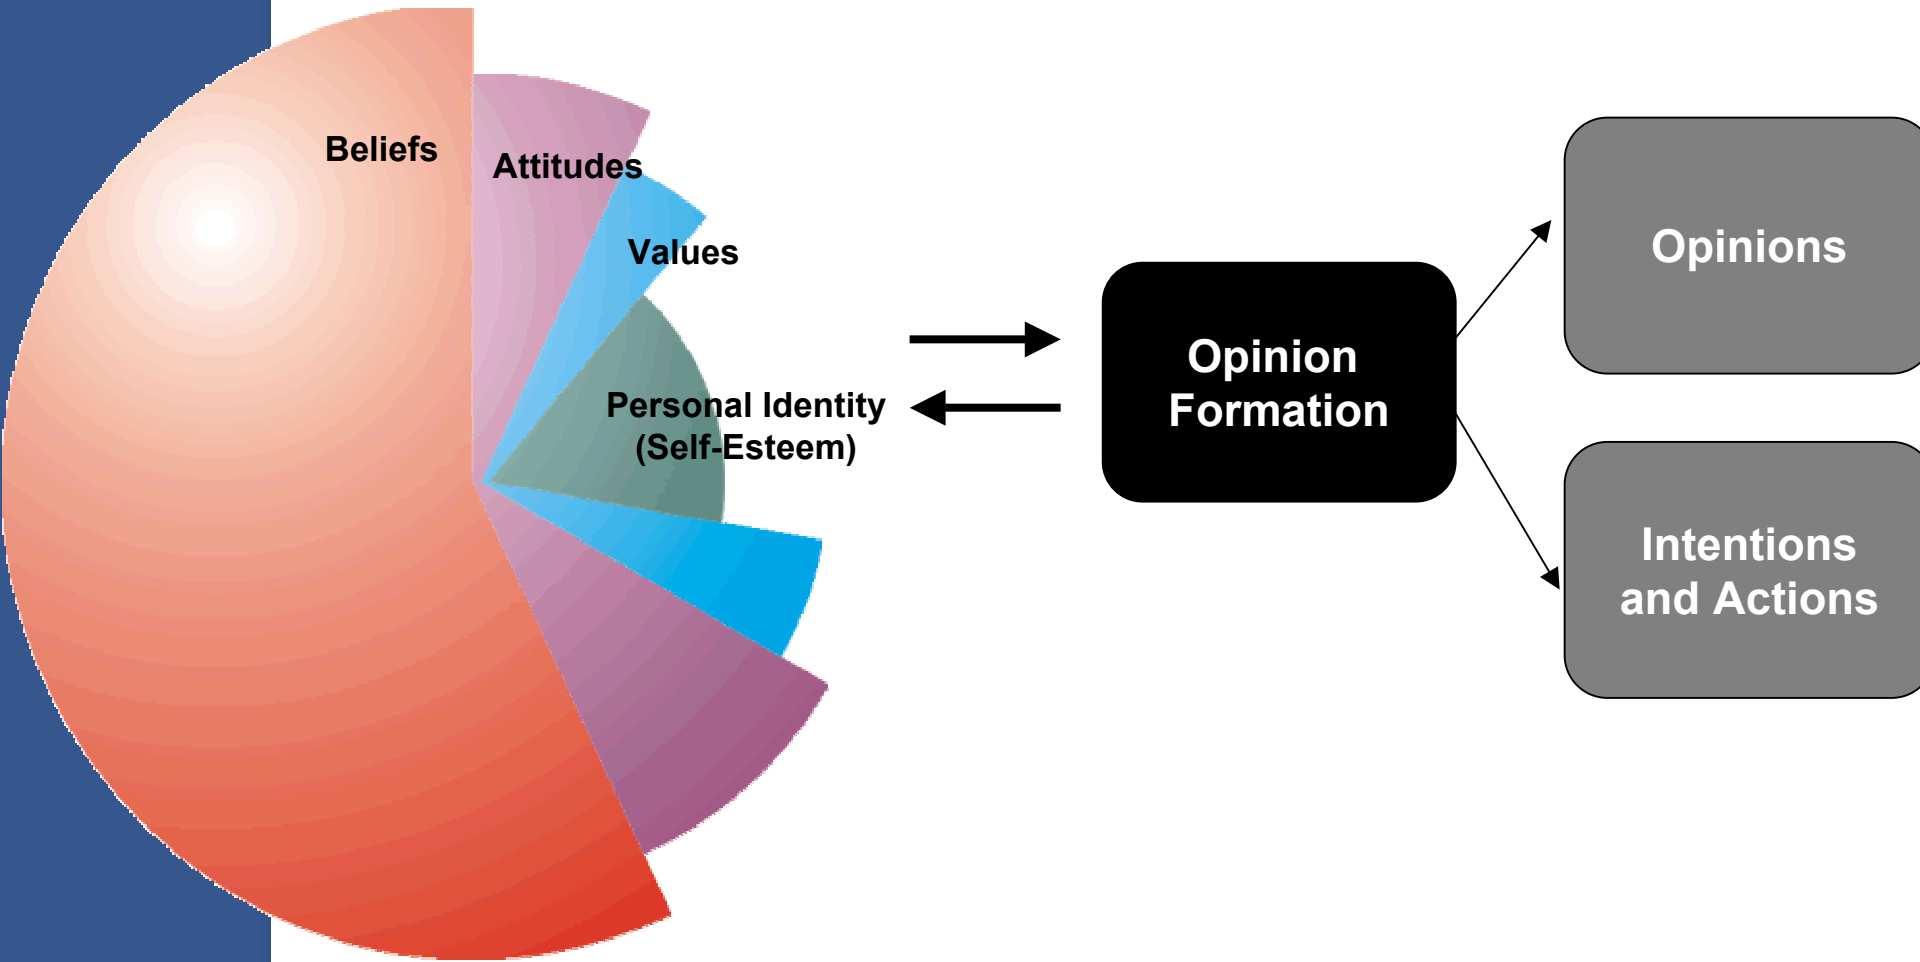 Beliefs
Attitudes
Values
Personal Identity
(Self-Esteem)
Opinion
Formation
Opinions
Intentions
and Actions